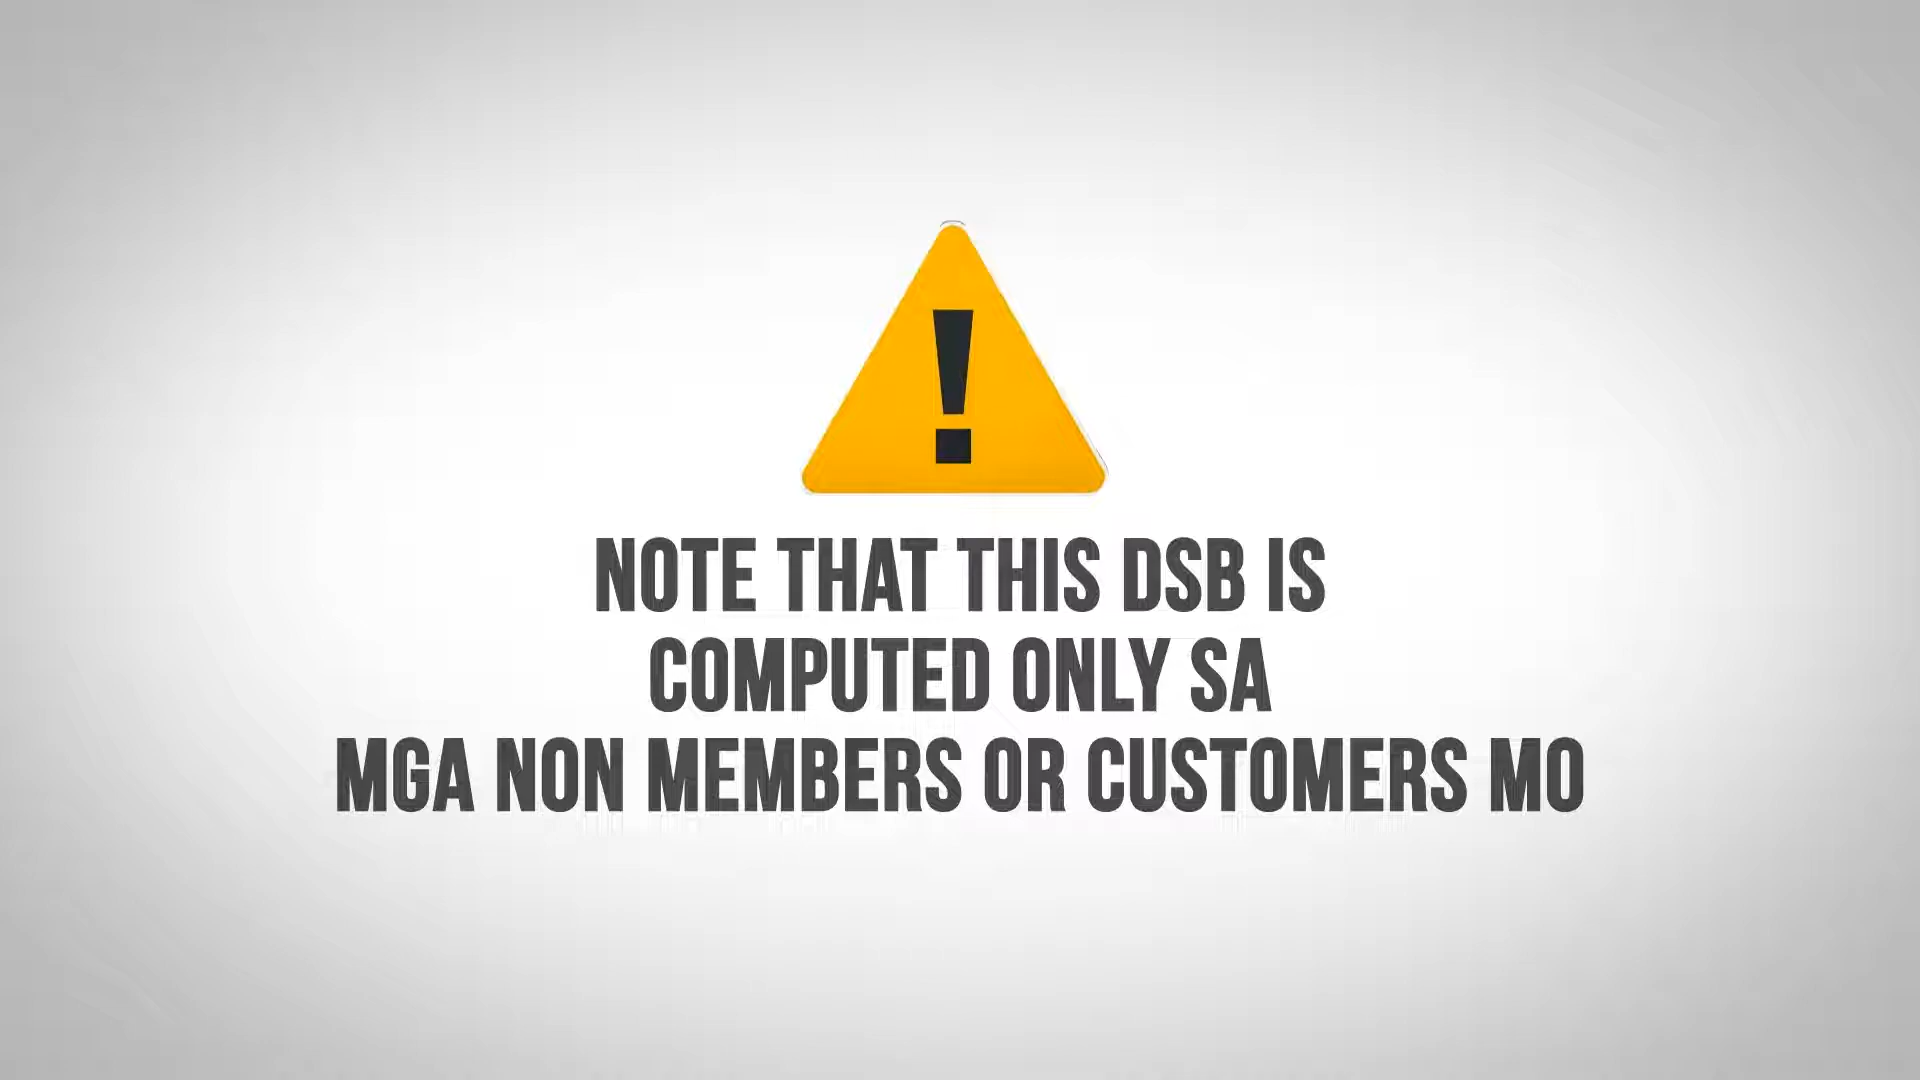 NOTE THAT THIS DSB IS
COMPUTED ONLY SA
MGA NON MEMBERS OR CUSTOMERS MO